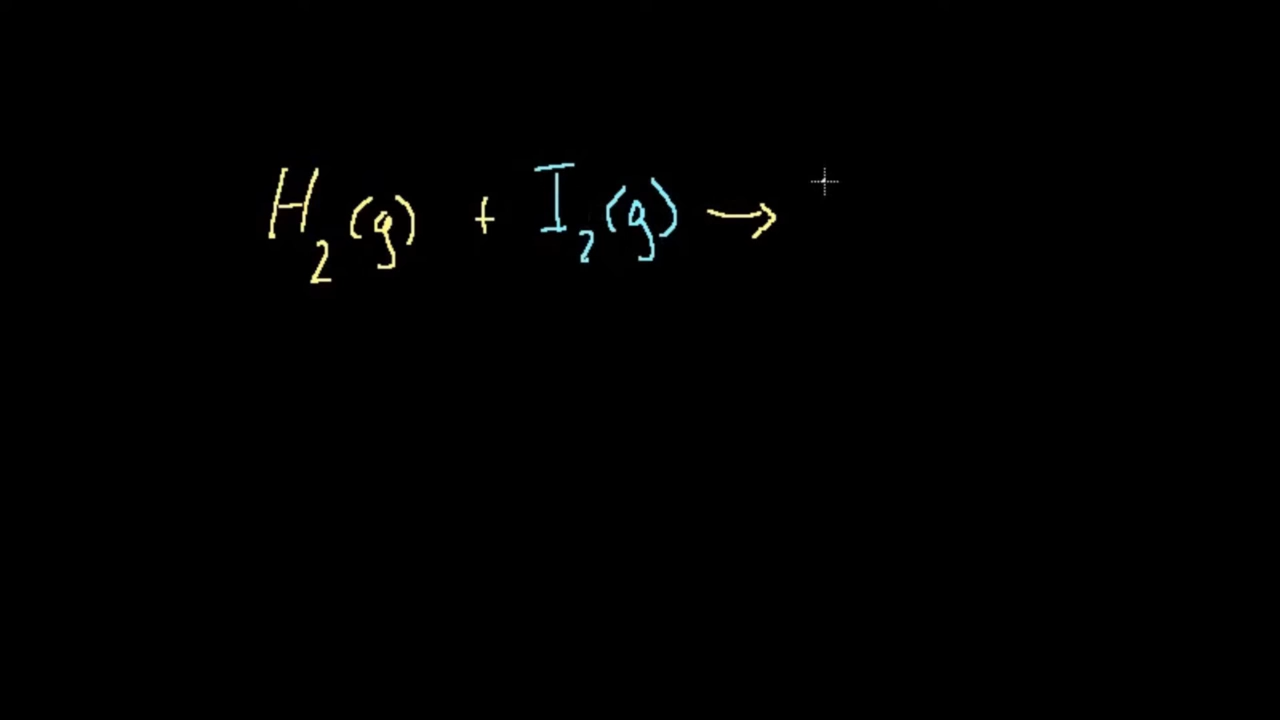 H₂(g) + I₂(g) →